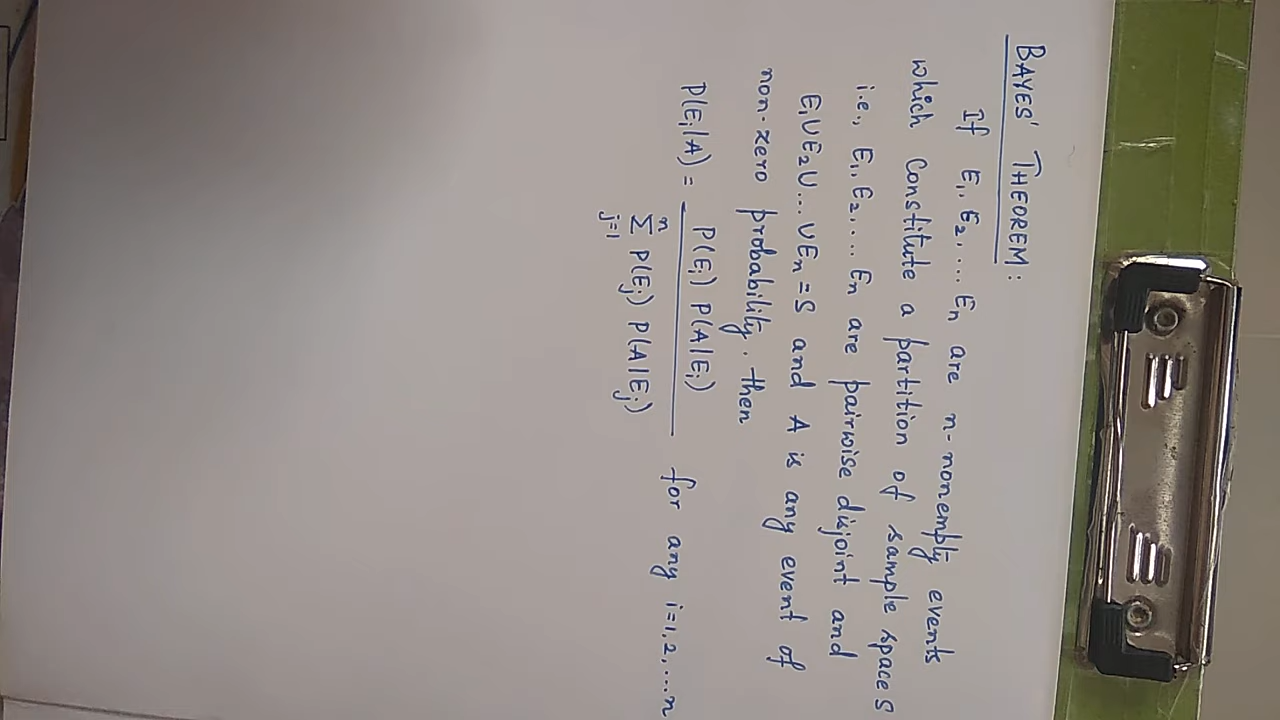 BAYES' THEOREM:
If E₁, E₂, .... Eₙ are n-nonempty events
which constitute a partition of sample space S
i.e., E₁, E₂, .... Eₙ are pairwise disjoint and
E₁∪E₂∪...∪Eₙ = S and A is any event of
non-zero probability, then
P(Eᵢ|A) = P(Eᵢ) P(A|Eᵢ) / ∑ⁿⱼ₌₁ P(Eⱼ) P(A|Eⱼ) for any i=1,2,...n